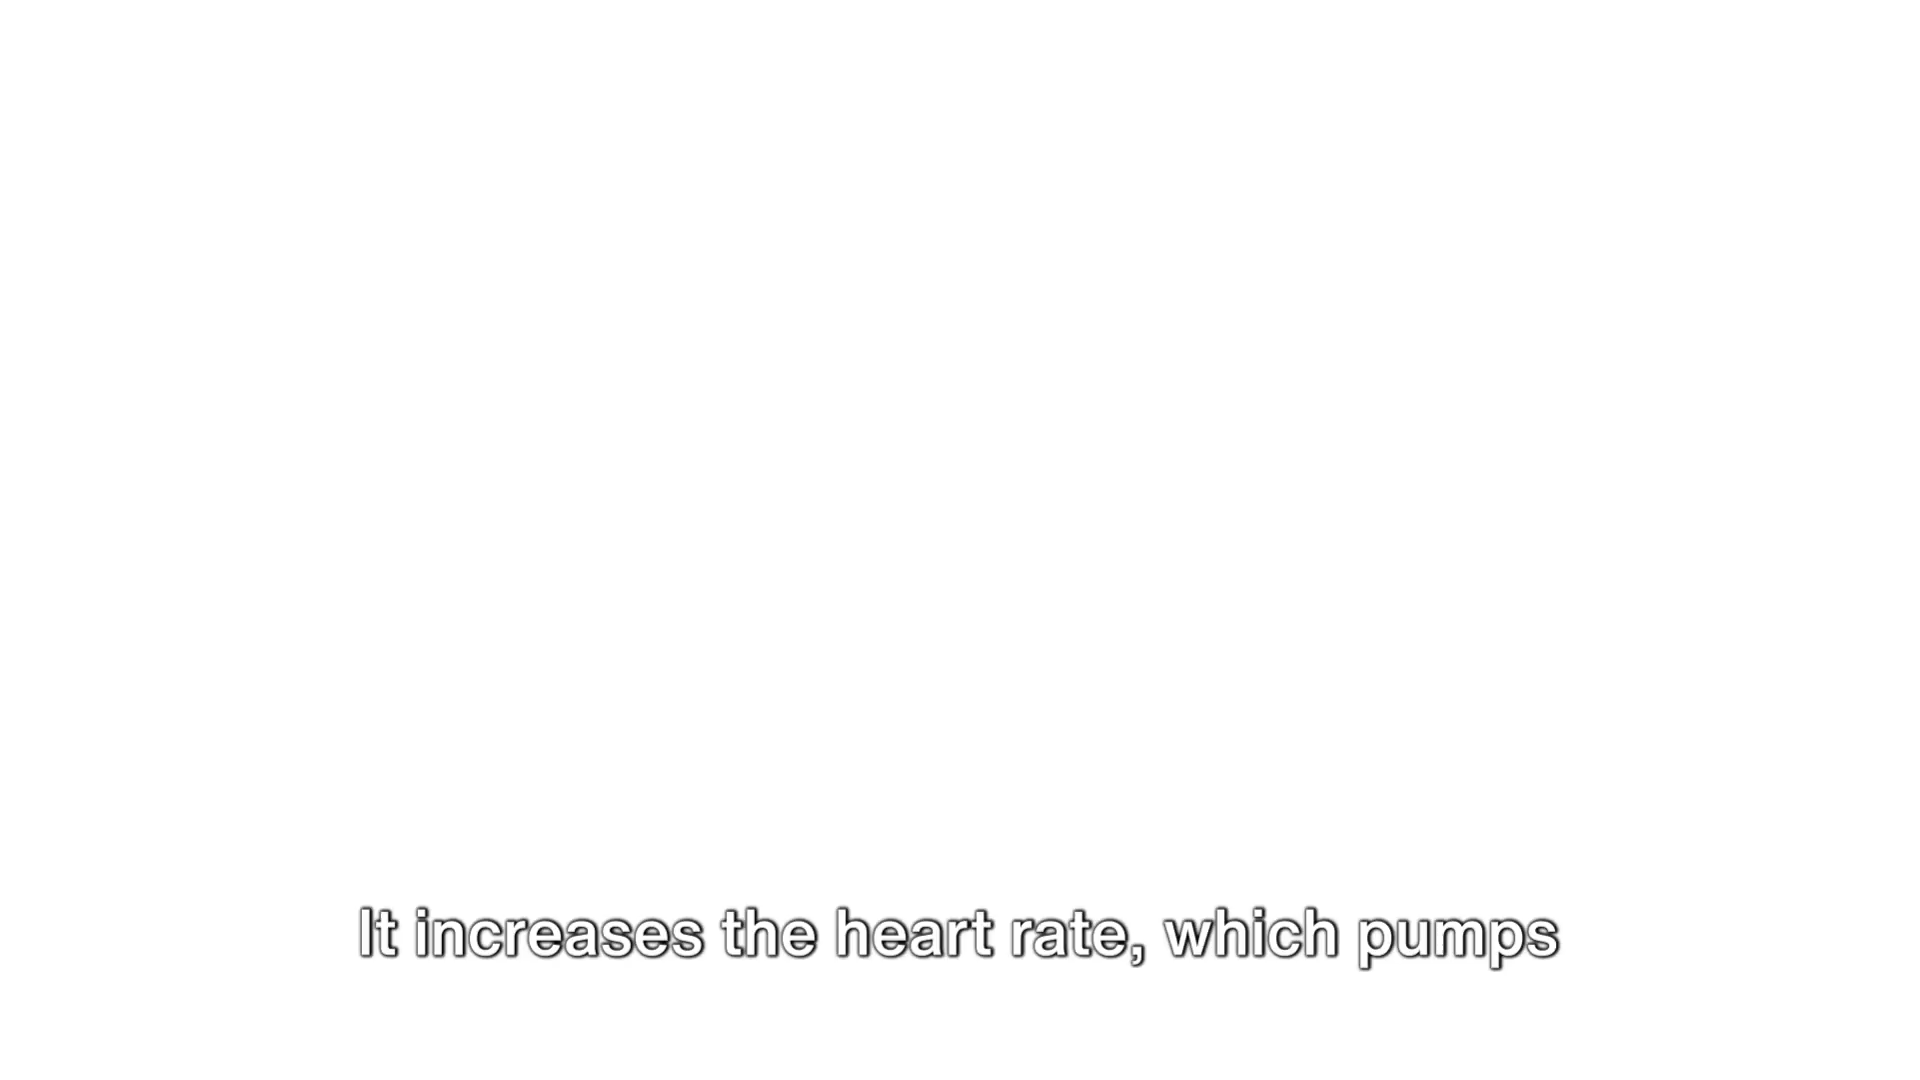 It increases the heart rate, which pumps